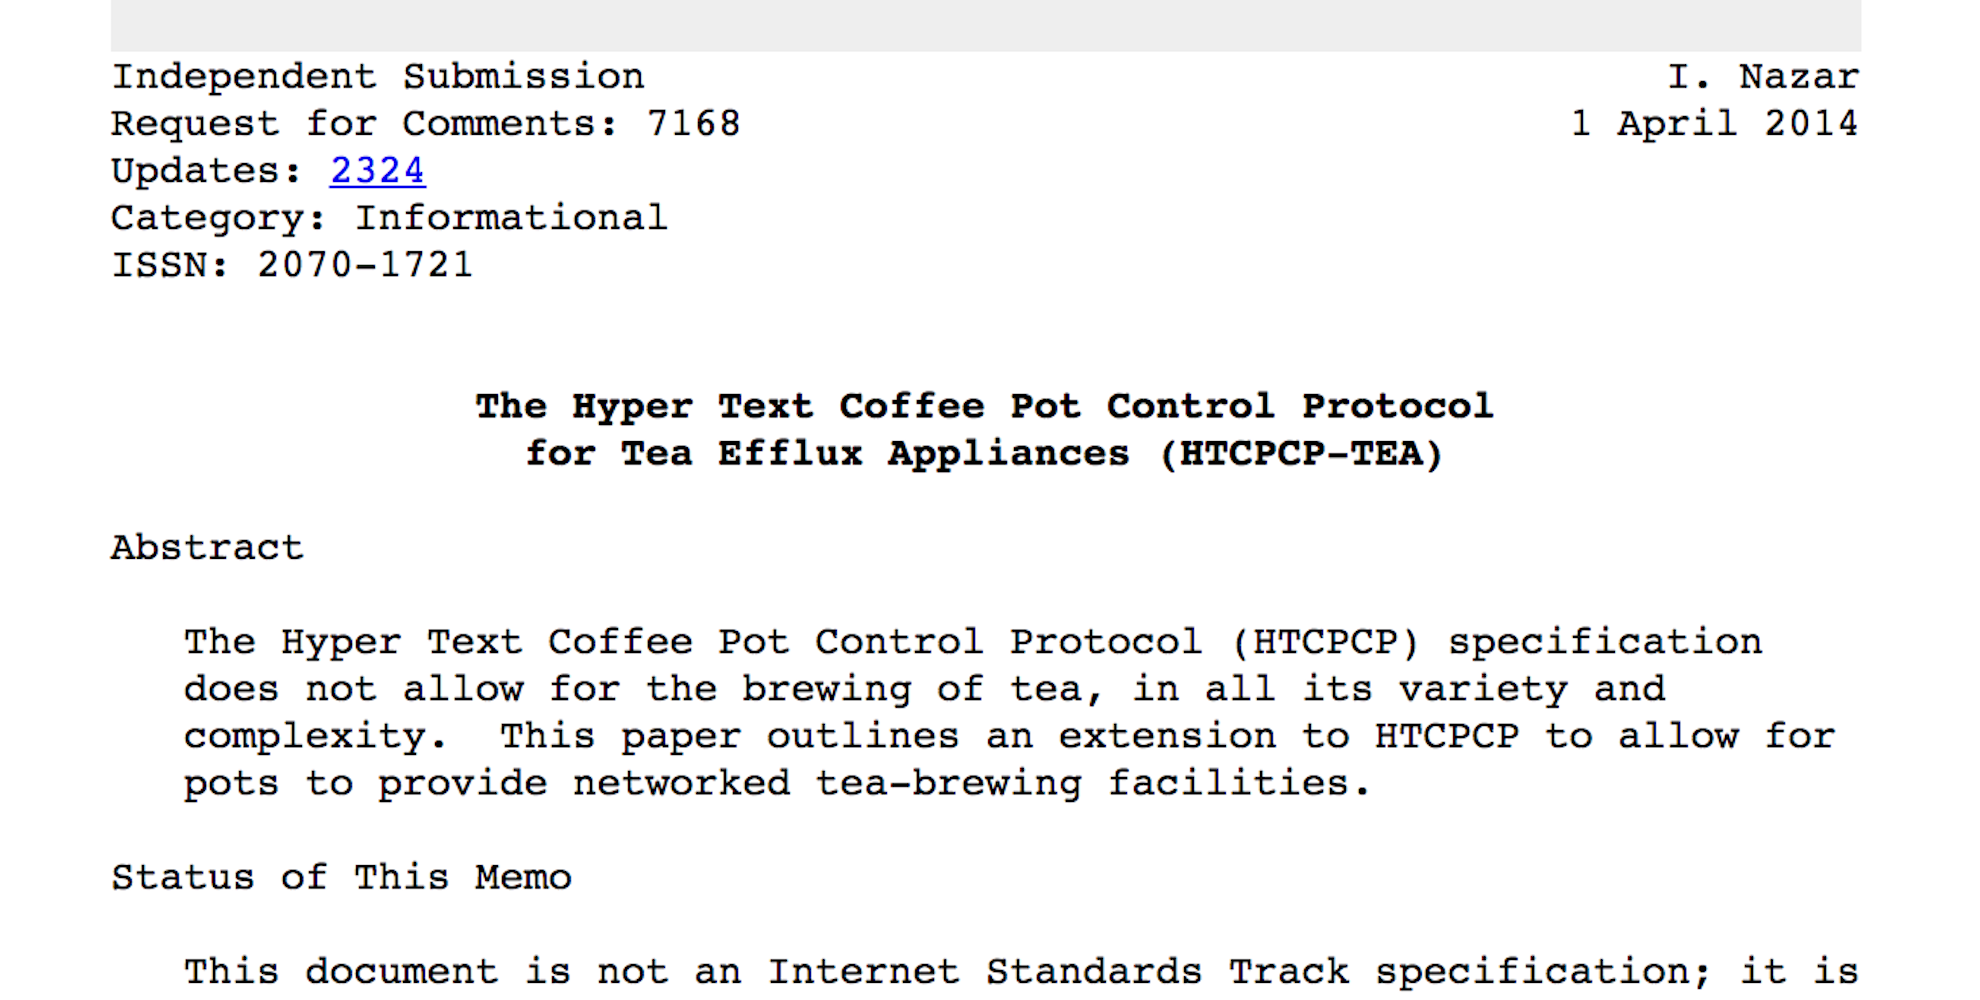 Independent Submission I. Nazar
Request for Comments: 7168 1 April 2014
Updates: 2324
Category: Informational
ISSN: 2070-1721
The Hyper Text Coffee Pot Control Protocol
for Tea Efflux Appliances (HTCPCP-TEA)
Abstract
The Hyper Text Coffee Pot Control Protocol (HTCPCP) specification
does not allow for the brewing of tea, in all its variety and
complexity. This paper outlines an extension to HTCPCP to allow for
pots to provide networked tea-brewing facilities.
Status of This Memo
This document is not an Internet Standards Track specification; it is